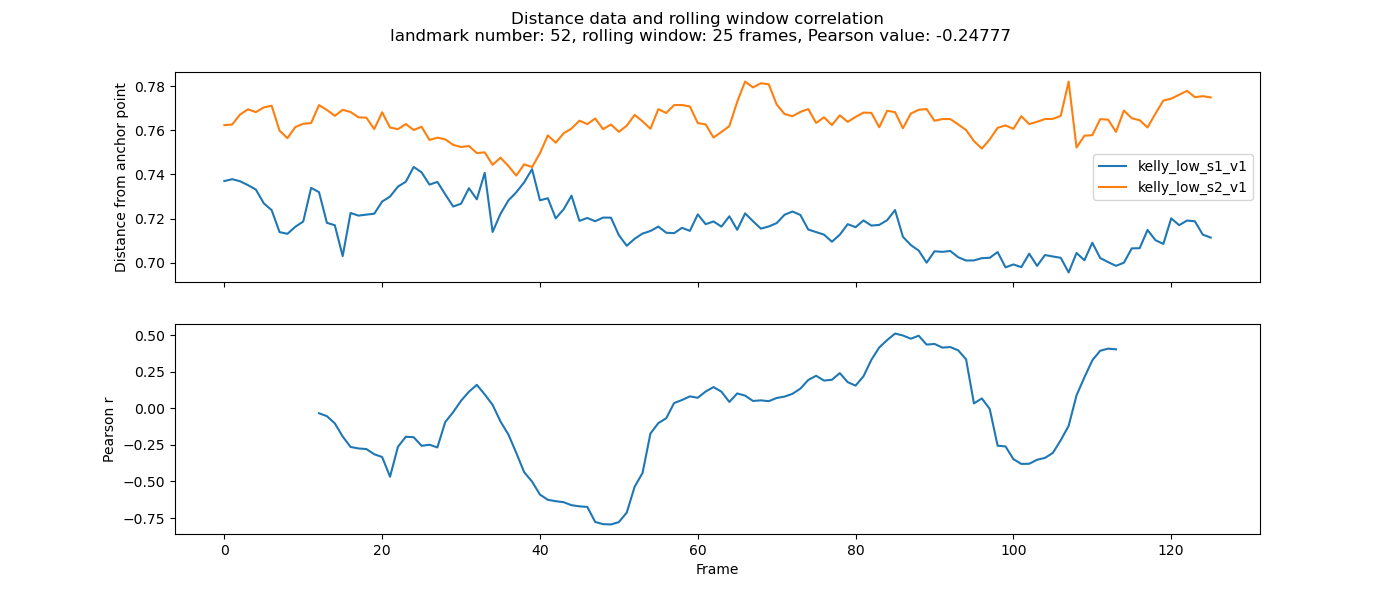 Distance data and rolling window correlation
landmark number: 52, rolling window: 25 frames, Pearson value: -0.24777
Distance from anchor point
0.78
0.76
0.74
0.72
0.70
kelly_low_s1_v1
kelly_low_s2_v1
Pearson r
0.50
0.25
0.00
−0.25
−0.50
−0.75
0 20 40 60 80 100 120
Frame